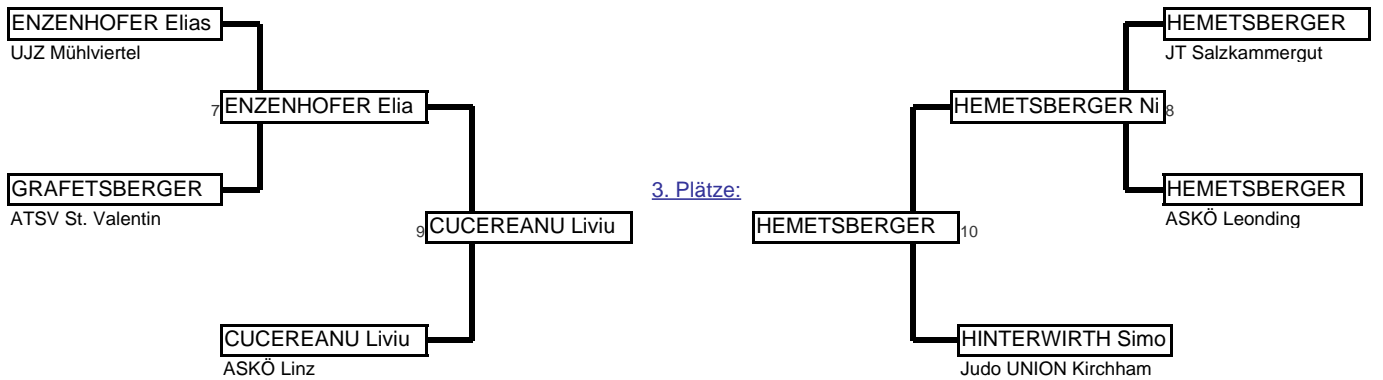 ENZENHOFER Elias
UJZ Mühlviertel
7 ENZENHOFER Elia
GRAFETSBERGER
ATSV St. Valentin
9 CUCEREANU Liviu
CUCEREANU Liviu
ASKÖ Linz
3. Plätze:
HEMETSBERGER
JT Salzkammergut
HEMETSBERGER Ni 8
HEMETSBERGER
ASKÖ Leonding
HEMETSBERGER 10
HINTERWIRTH Simo
Judo UNION Kirchham